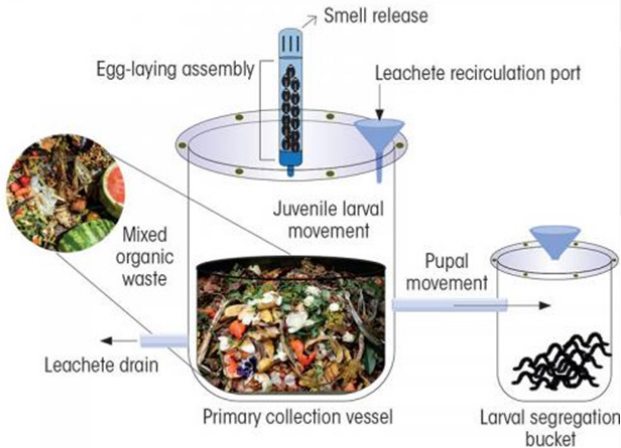 Smell release
Egg-laying assembly
Leachete recirculation port
Juvenile larval
movement
Mixed
organic
waste
Pupal
movement
Leachete drain
Primary collection vessel
Larval segregation
bucket